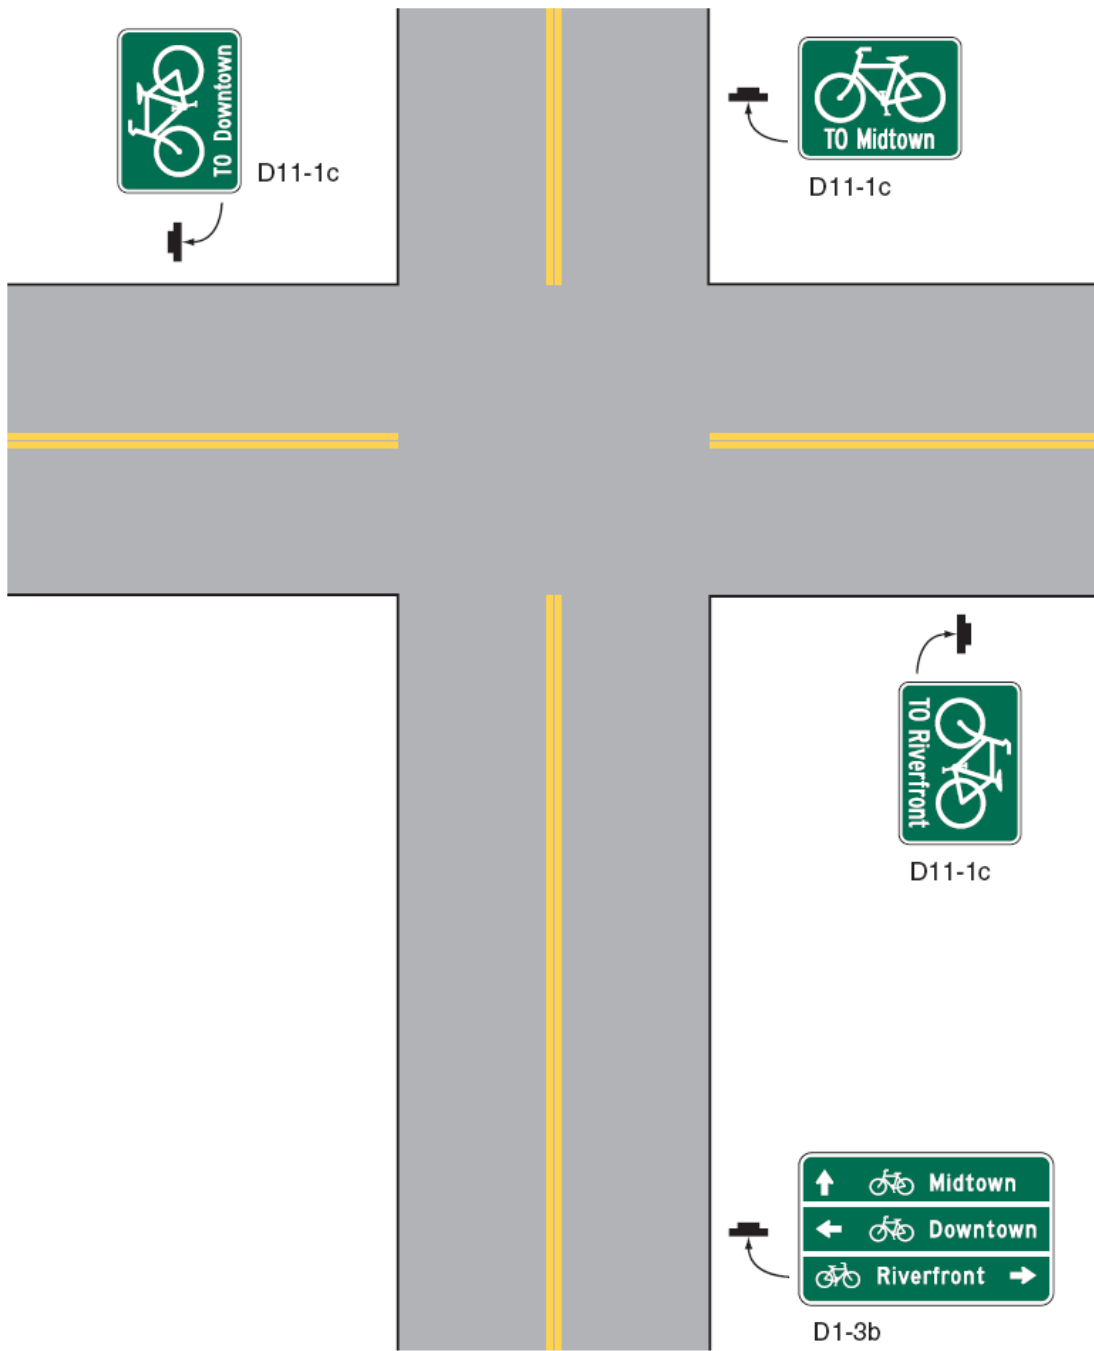 TO Downtown
D11-1c
TO Midtown
D11-1c
TO Riverfront
D11-1c
Midtown
Downtown
Riverfront
D1-3b